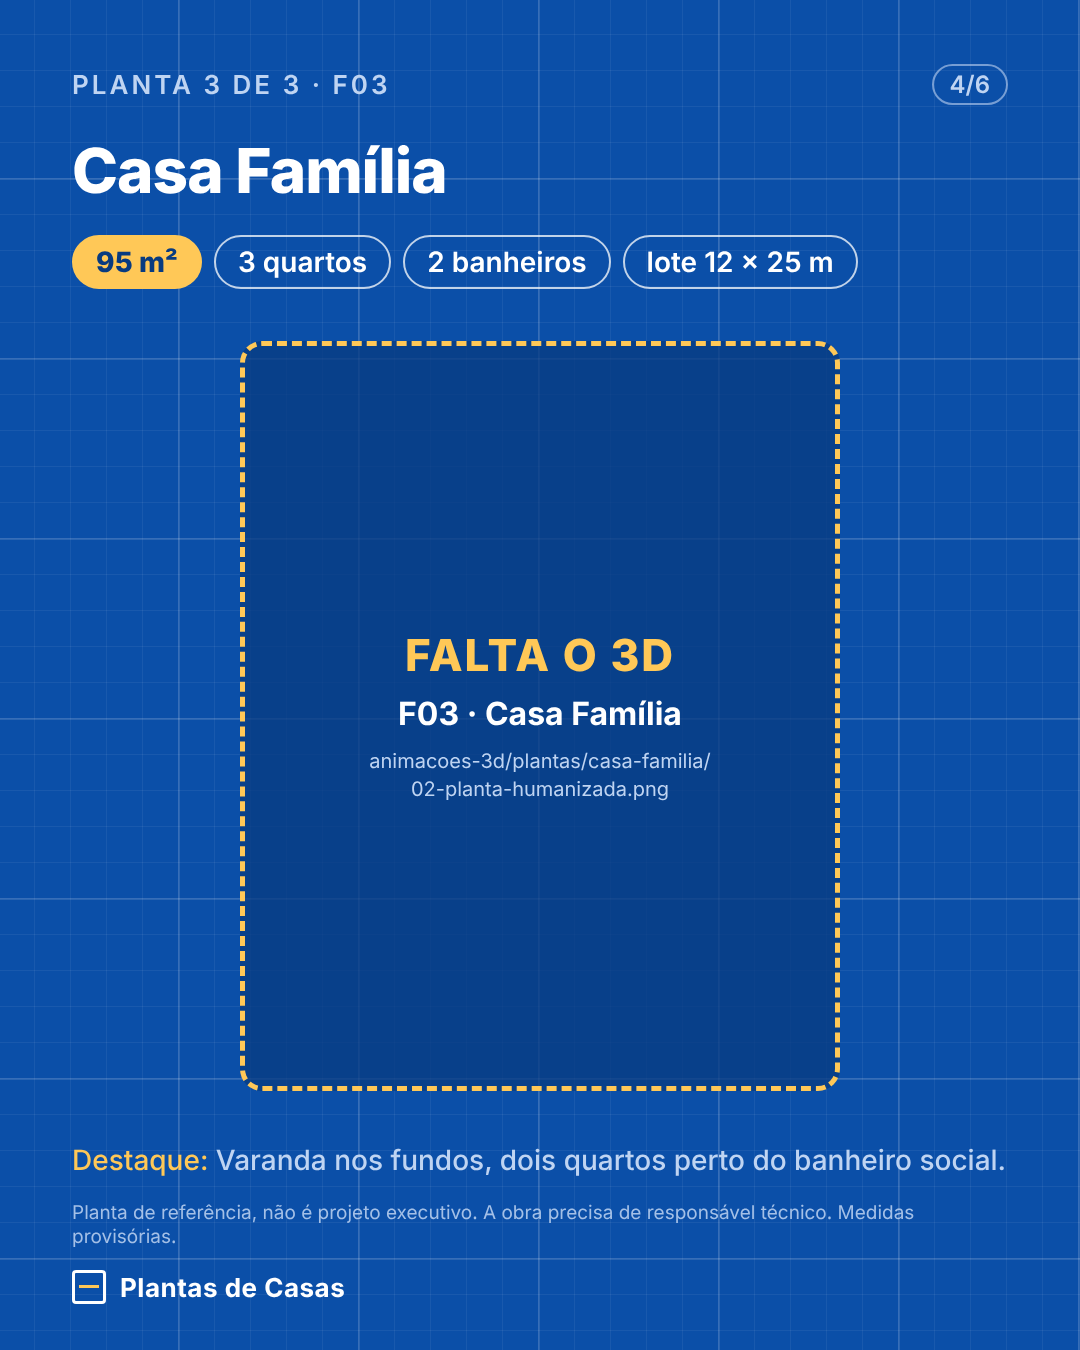 PLANTA 3 DE 3 · F03
4/6
Casa Família
95 m²
3 quartos
2 banheiros
lote 12 × 25 m
FALTA O 3D
F03 · Casa Família
animacoes-3d/plantas/casa-familia/
02-planta-humanizada.png
Destaque: Varanda nos fundos, dois quartos perto do banheiro social.
Planta de referência, não é projeto executivo. A obra precisa de responsável técnico. Medidas
provisórias.
Plantas de Casas